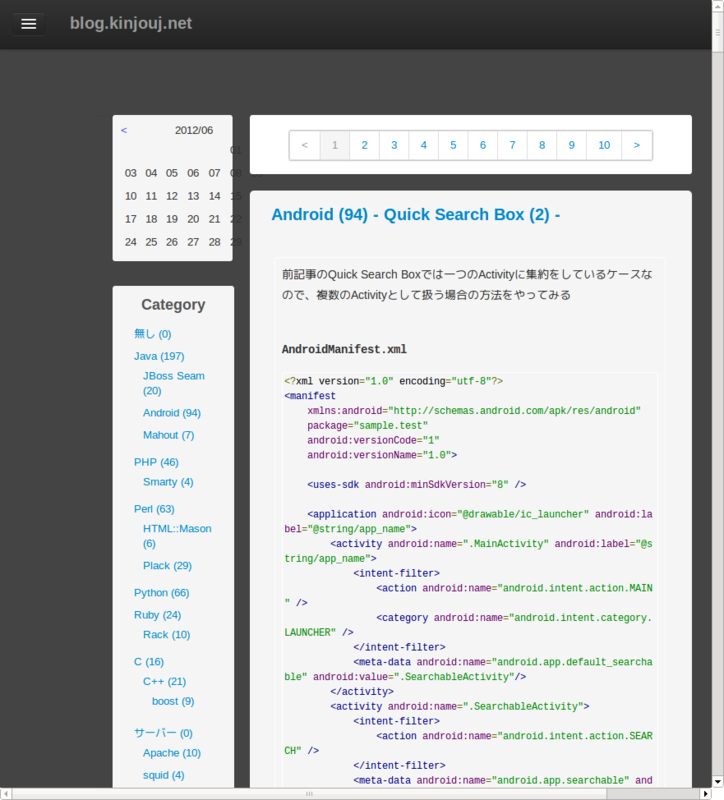 blog.kinjouj.net
< 2012/06
01
03 04 05 06 07 08
10 11 12 13 14 15
17 18 19 20 21 22
24 25 26 27 28 29
Category
無し (0)
Java (197)
JBoss Seam
(20)
Android (94)
Mahout (7)
PHP (46)
Smarty (4)
Perl (63)
HTML::Mason
(6)
Plack (29)
Python (66)
Ruby (24)
Rack (10)
C (16)
C++ (21)
boost (9)
サーバー (0)
Apache (10)
squid (4)
< 1 2 3 4 5 6 7 8 9 10 >
Android (94) - Quick Search Box (2) -
前記事のQuick Search Boxでは一つのActivityに集約をしているケースな
ので、複数のActivityとして扱う場合の方法をやってみる
AndroidManifest.xml
<?xml version="1.0" encoding="utf-8"?>
<manifest
    xmlns:android="http://schemas.android.com/apk/res/android"
    package="sample.test"
    android:versionCode="1"
    android:versionName="1.0">
    <uses-sdk android:minSdkVersion="8" />
    <application android:icon="@drawable/ic_launcher" android:la
bel="@string/app_name">
        <activity android:name=".MainActivity" android:label="@s
tring/app_name">
            <intent-filter>
                <action android:name="android.intent.action.MAIN
" />
                <category android:name="android.intent.category.
LAUNCHER" />
            </intent-filter>
            <meta-data android:name="android.app.default_searcha
ble" android:value=".SearchableActivity"/>
        </activity>
        <activity android:name=".SearchableActivity">
            <intent-filter>
                <action android:name="android.intent.action.SEAR
CH" />
            </intent-filter>
            <meta-data android:name="android.app.searchable" and